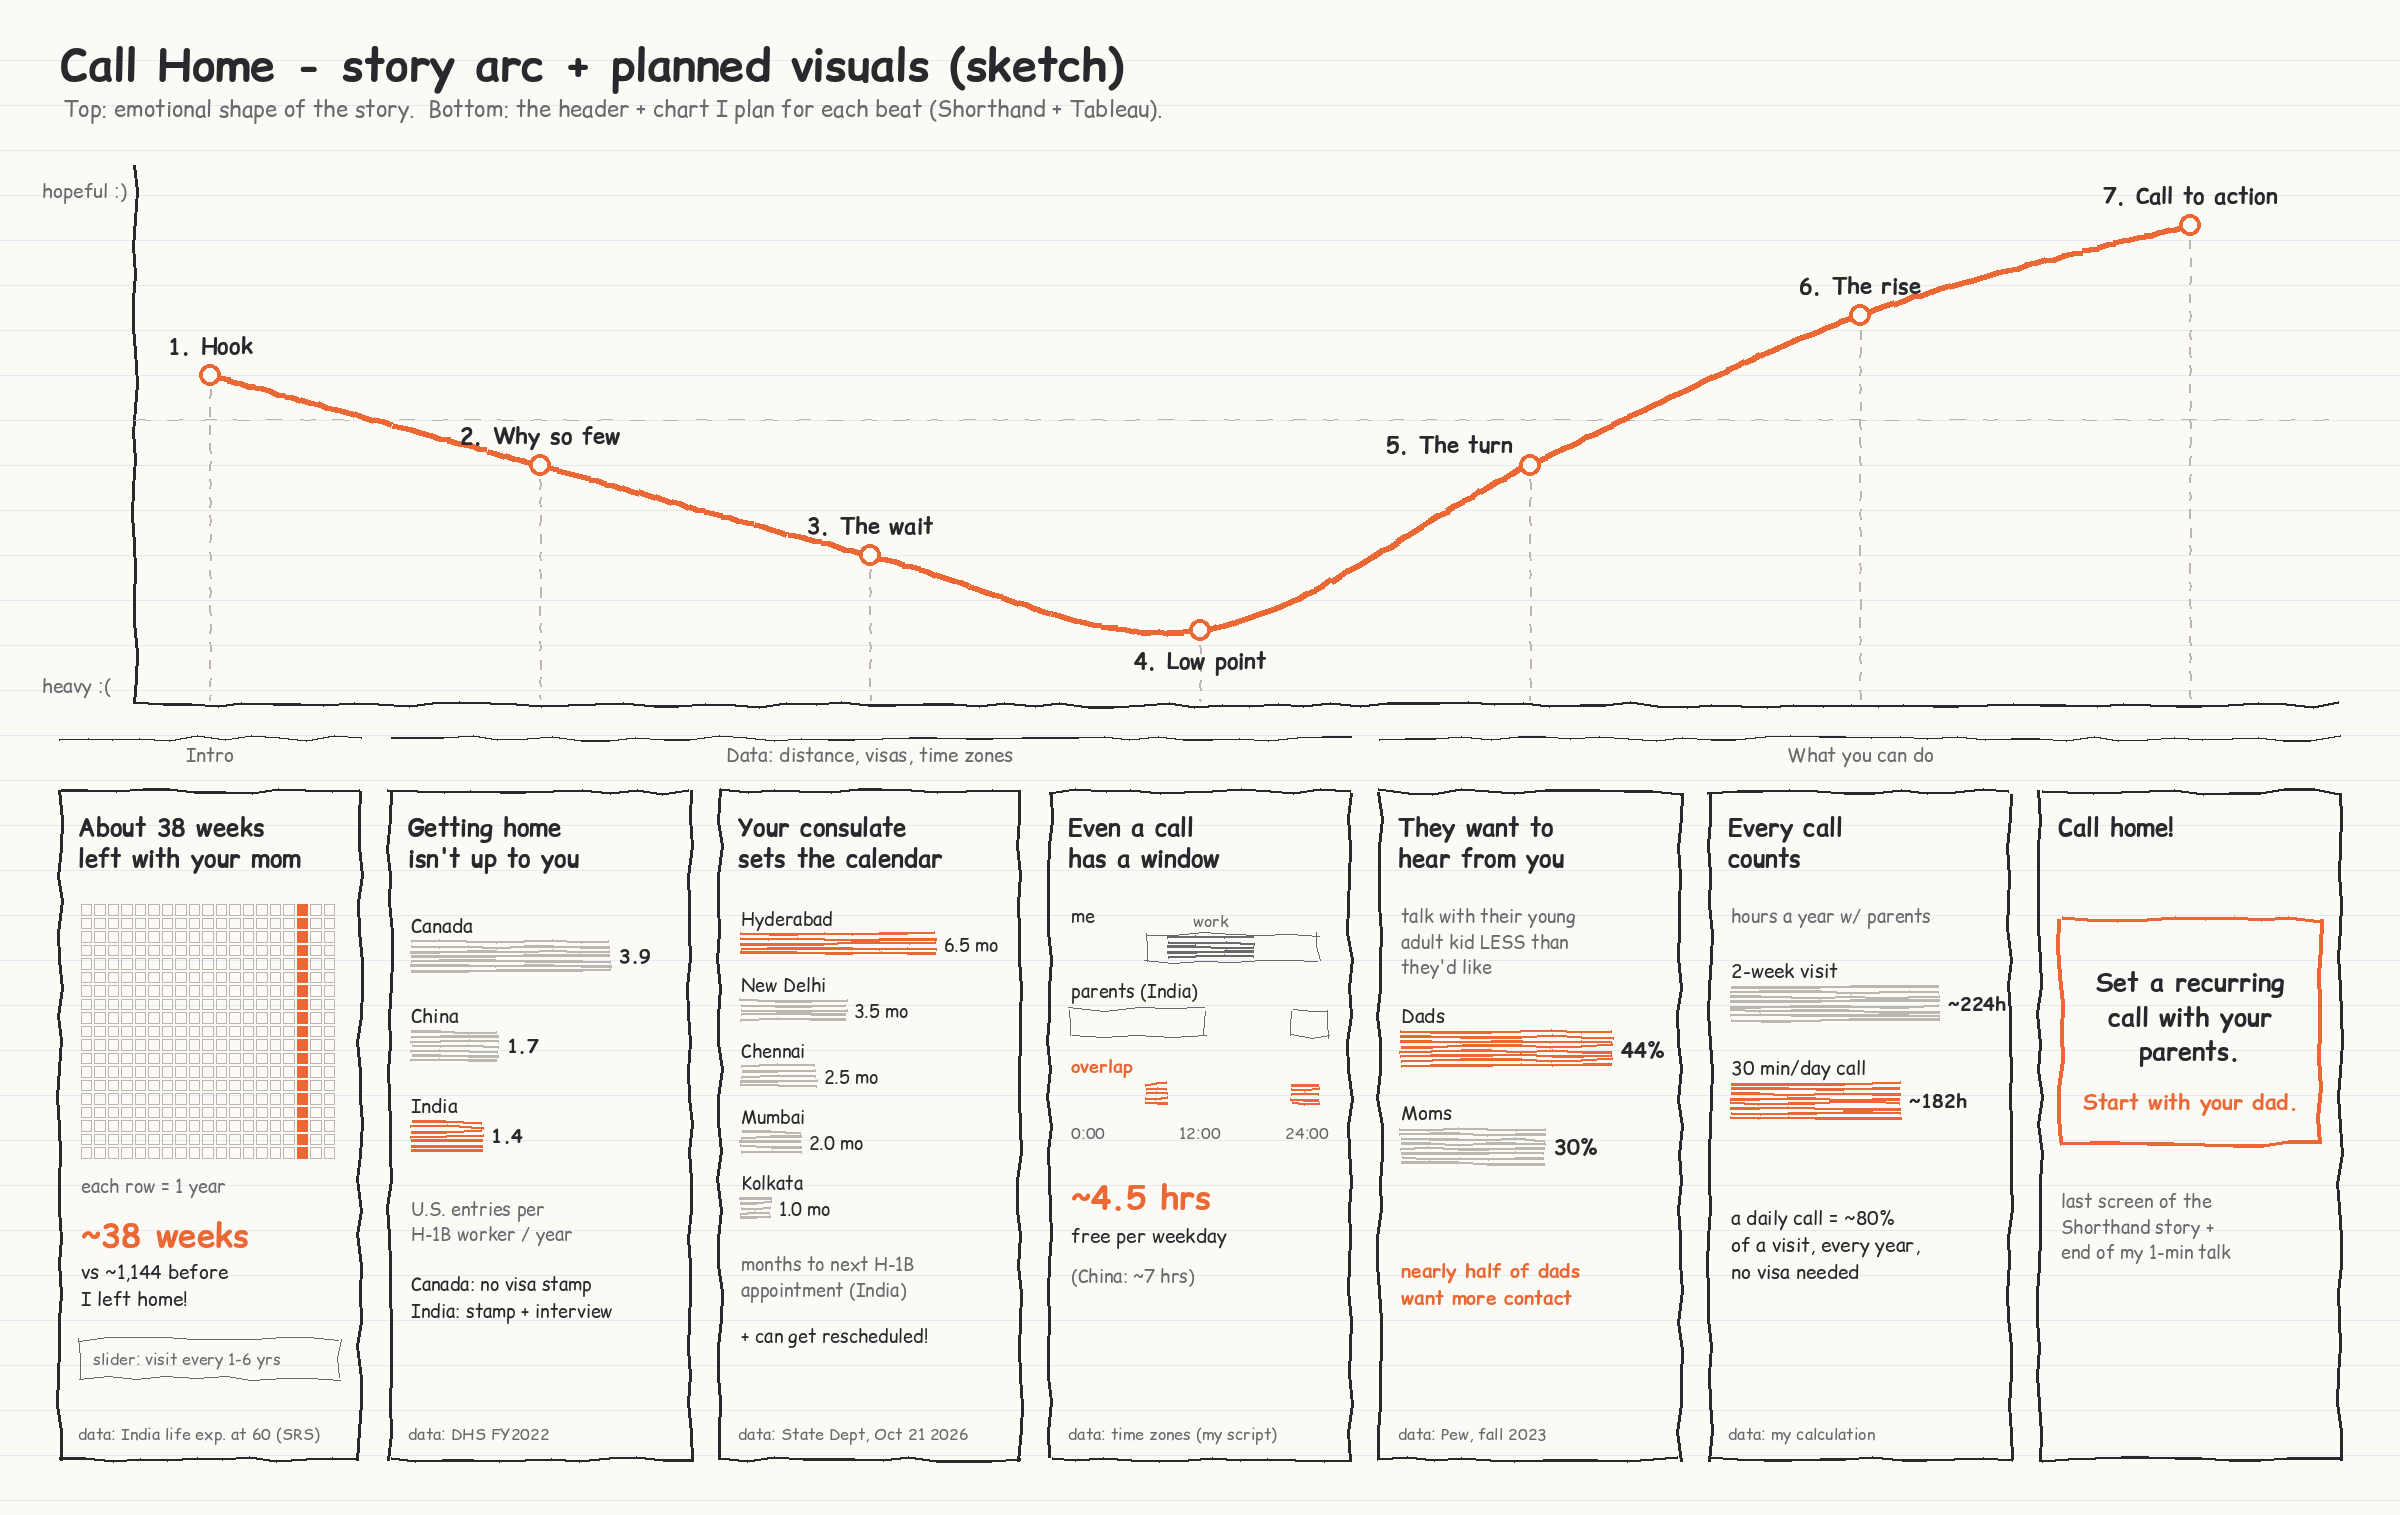 Call Home - story arc + planned visuals (sketch)
Top: emotional shape of the story. Bottom: the header + chart I plan for each beat (Shorthand + Tableau).
hopeful :)
heavy :(
1. Hook
2. Why so few
3. The wait
4. Low point
5. The turn
6. The rise
7. Call to action
Intro
Data: distance, visas, time zones
What you can do
About 38 weeks
left with your mom
each row = 1 year
~38 weeks
vs ~1,144 before
I left home!
slider: visit every 1-6 yrs
data: India life exp. at 60 (SRS)
Getting home
isn't up to you
Canada
3.9
China
1.7
India
1.4
U.S. entries per
H-1B worker / year
Canada: no visa stamp
India: stamp + interview
data: DHS FY2022
Your consulate
sets the calendar
Hyderabad
6.5 mo
New Delhi
3.5 mo
Chennai
2.5 mo
Mumbai
2.0 mo
Kolkata
1.0 mo
months to next H-1B
appointment (India)
+ can get rescheduled!
data: State Dept, Oct 21 2026
Even a call
has a window
me
work
parents (India)
overlap
0:00 12:00 24:00
~4.5 hrs
free per weekday
(China: ~7 hrs)
data: time zones (my script)
They want to
hear from you
talk with their young
adult kid LESS than
they'd like
Dads
44%
Moms
30%
nearly half of dads
want more contact
data: Pew, fall 2023
Every call
counts
hours a year w/ parents
2-week visit
~224h
30 min/day call
~182h
a daily call = ~80%
of a visit, every year,
no visa needed
data: my calculation
Call home!
Set a recurring
call with your
parents.
Start with your dad.
last screen of the
Shorthand story +
end of my 1-min talk